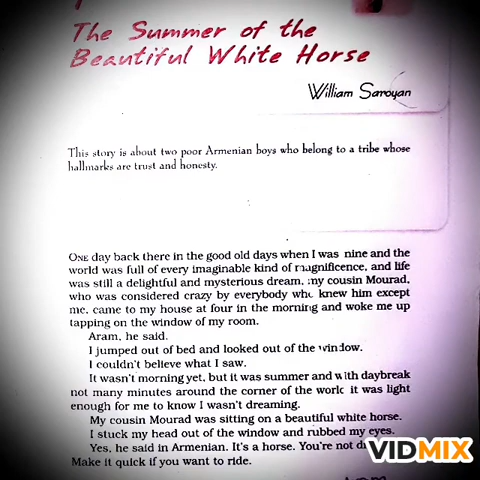 The Summer of the
Beautiful White Horse
William Saroyan
This story is about two poor Armenian boys who belong to a tribe whose
hallmarks are trust and honesty.
ONE day back there in the good old days when I was nine and the
world was full of every imaginable kind of magnificence, and life
was still a delightful and mysterious dream, my cousin Mourad,
who was considered crazy by everybody who knew him except
me, came to my house at four in the morning and woke me up
tapping on the window of my room.
Aram, he said.
I jumped out of bed and looked out of the window.
I couldn't believe what I saw.
It wasn't morning yet, but it was summer and with daybreak
not many minutes around the corner of the world it was light
enough for me to know I wasn't dreaming.
My cousin Mourad was sitting on a beautiful white horse.
I stuck my head out of the window and rubbed my eyes.
Yes, he said in Armenian. It's a horse. You're not
Make it quick if you want to ride.
VIDMIX